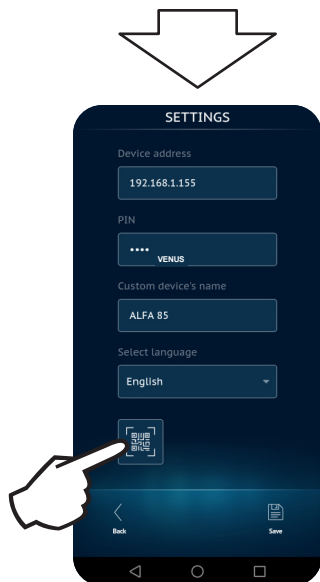 SETTINGS
Device address
192.168.1.155
PIN
••••
VENUS
Custom device's name
ALFA 85
Select language
English
Back
Save